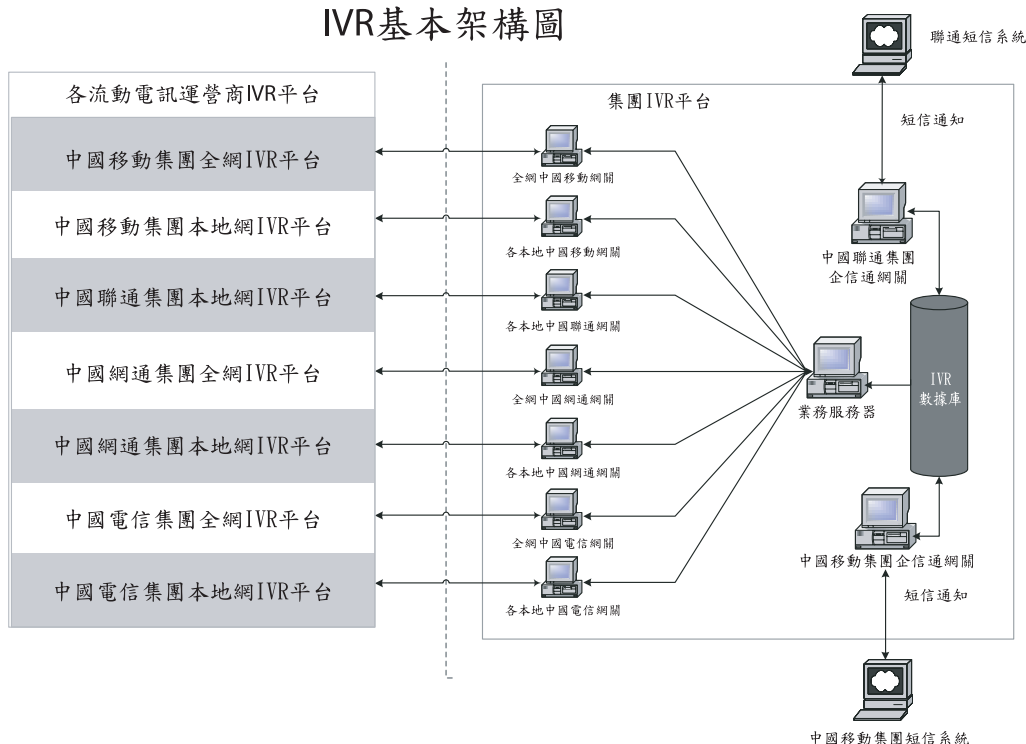 IVR基本架構圖
各流動電訊運營商IVR平台
中國移動集團全網IVR平台
中國移動集團本地網IVR平台
中國聯通集團本地網IVR平台
中國網通集團全網IVR平台
中國網通集團本地網IVR平台
中國電信集團全網IVR平台
中國電信集團本地網IVR平台
集團IVR平台
全網中國移動網關
各本地中國移動網關
各本地中國聯通網關
全網中國網通網關
各本地中國網通網關
全網中國電信網關
各本地中國電信網關
業務服務器
聯通短信系統
短信通知
中國聯通集團
企信通網關
IVR
數據庫
中國移動集團企信通網關
短信通知
中國移動集團短信系統